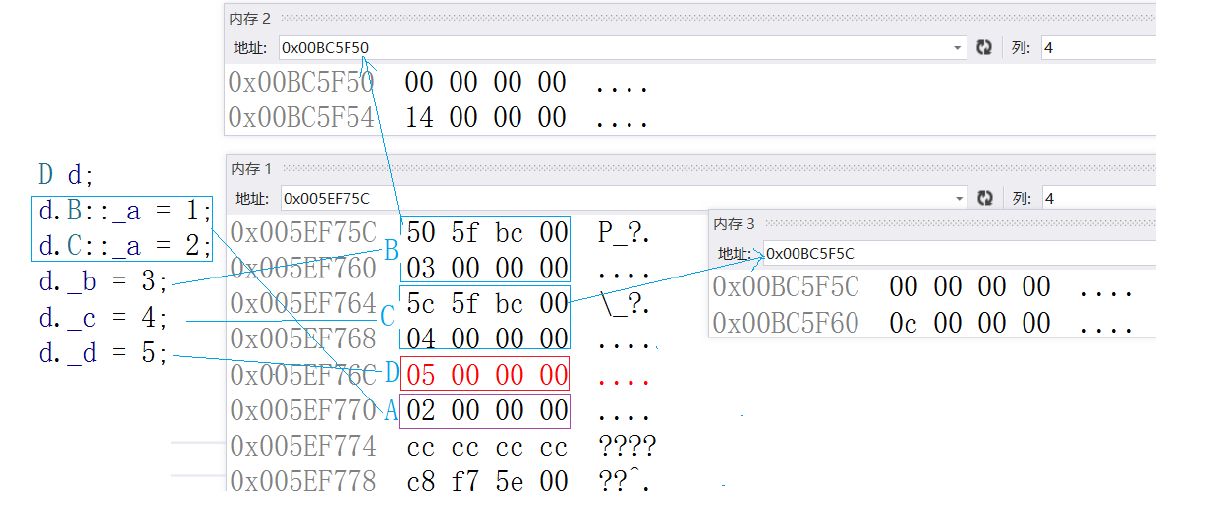 内存 2
地址: 0x00BC5F50 列: 4
0x00BC5F50 00 00 00 00 ....
0x00BC5F54 14 00 00 00 ....
D d;
d.B::_a = 1;
d.C::_a = 2;
d._b = 3;
d._c = 4;
d._d = 5;
内存 1
地址: 0x005EF75C 列: 4
0x005EF75C 50 5f bc 00 P_?.
0x005EF760 03 00 00 00 ....
0x005EF764 5c 5f bc 00 \_?.
0x005EF768 04 00 00 00 ....
0x005EF76C 05 00 00 00 ....
0x005EF770 02 00 00 00 ....
0x005EF774 cc cc cc cc ????
0x005EF778 c8 f7 5e 00 ??^.
B
C
D
A
内存 3
地址: 0x00BC5F5C
0x00BC5F5C 00 00 00 00 ....
0x00BC5F60 0c 00 00 00 ....